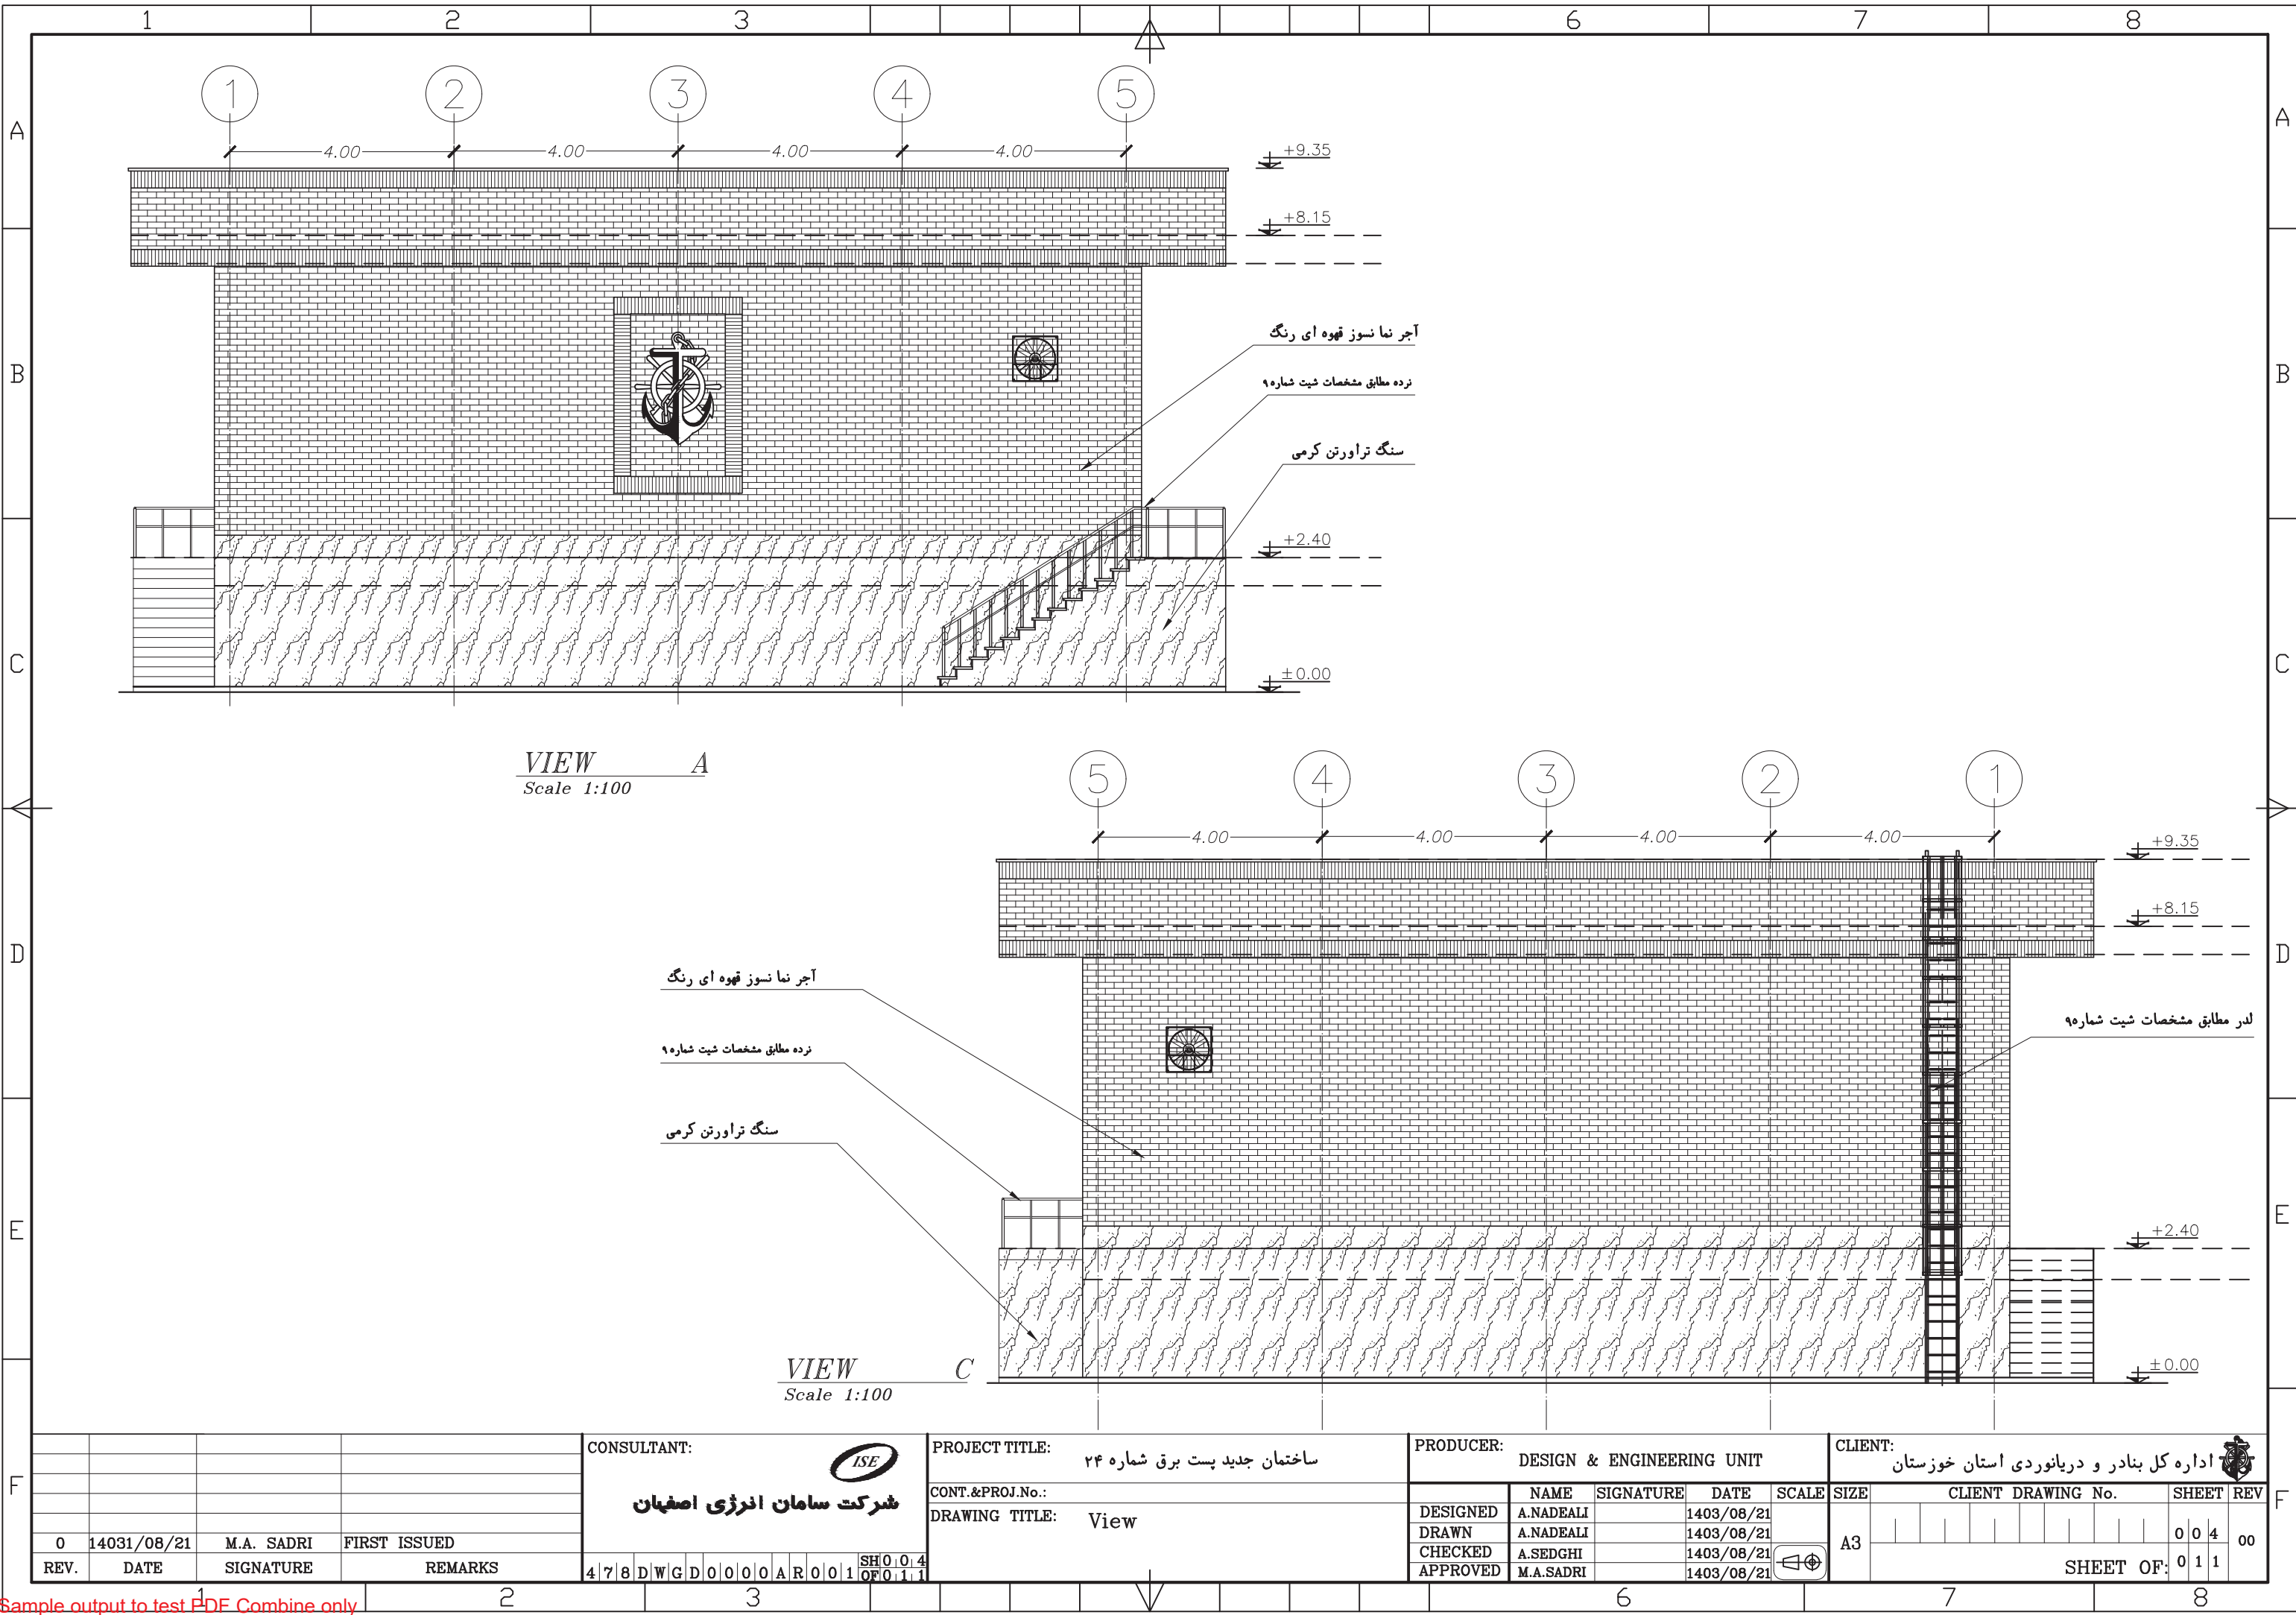 1 2 3 6 7 8
A A
B B
C C
D D
E E
F F
1 2 3 4 5
4.00 4.00 4.00 4.00
+9.35
+8.15
آجر نما نسوز قهوه ای رنگ
نرده مطابق مشخصات شیت شماره ۹
سنگ تراورتن کرمی
+2.40
±0.00
VIEW A
Scale 1:100
5 4 3 2 1
4.00 4.00 4.00 4.00
+9.35
+8.15
آجر نما نسوز قهوه ای رنگ
نرده مطابق مشخصات شیت شماره ۹
سنگ تراورتن کرمی
لدر مطابق مشخصات شیت شماره۹
+2.40
±0.00
VIEW C
Scale 1:100
0 14031/08/21 M.A. SADRI FIRST ISSUED
REV. DATE SIGNATURE REMARKS
CONSULTANT:
ISE
شرکت سامان انرژی اصفهان
478DWGD0000AR001 SH 004
OF 011
PROJECT TITLE: ساختمان جدید پست برق شماره ۲۴
CONT.&PROJ.No.:
DRAWING TITLE: View
PRODUCER: DESIGN & ENGINEERING UNIT
NAME SIGNATURE DATE SCALE
DESIGNED A.NADEALI 1403/08/21
DRAWN A.NADEALI 1403/08/21
CHECKED A.SEDGHI 1403/08/21
APPROVED M.A.SADRI 1403/08/21
CLIENT: اداره کل بنادر و دریانوردی استان خوزستان
SIZE CLIENT DRAWING No. SHEET REV
A3 004 00
SHEET OF: 011
1 2 3 6 7 8
Sample output to test PDF Combine only